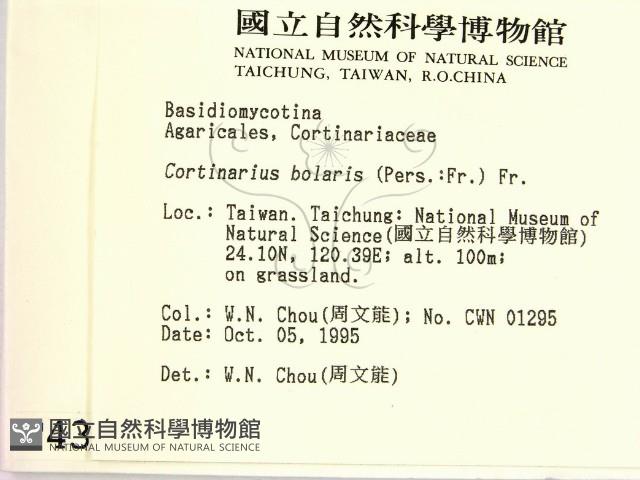 國立自然科學博物館
NATIONAL MUSEUM OF NATURAL SCIENCE
TAICHUNG, TAIWAN, R.O.CHINA
Basidiomycotina
Agaricales, Cortinariaceae
Cortinarius bolaris (Pers.:Fr.) Fr.
Loc.: Taiwan. Taichung: National Museum of
Natural Science(國立自然科學博物館)
24.10N, 120.39E; alt. 100m;
on grassland.
Col.: W.N. Chou(周文能); No. CWN 01295
Date: Oct. 05, 1995
Det.: W.N. Chou(周文能)
43
國立自然科學博物館
NATIONAL MUSEUM OF NATURAL SCIENCE